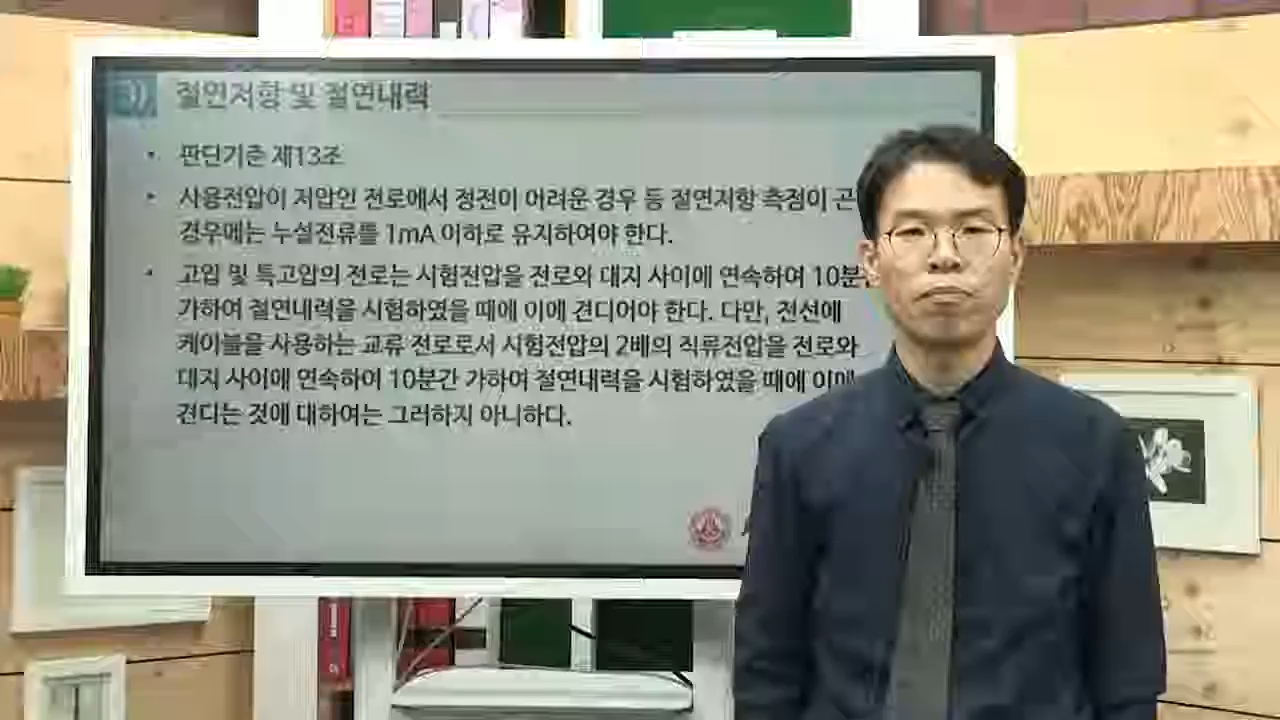 절연저항 및 절연내력
• 판단기준 제13조
• 사용전압이 저압인 전로에서 정전이 어려운 경우 등 절연저항 측정이 곤
경우에는 누설전류를 1mA 이하로 유지하여야 한다.
• 고압 및 특고압의 전로는 시험전압을 전로와 대지 사이에 연속하여 10분
가하여 절연내력을 시험하였을 때에 이에 견디어야 한다. 다만, 전선에
케이블을 사용하는 교류 전로로서 시험전압의 2배의 직류전압을 전로와
대지 사이에 연속하여 10분간 가하여 절연내력을 시험하였을 때에 이에
견디는 것에 대하여는 그러하지 아니하다.